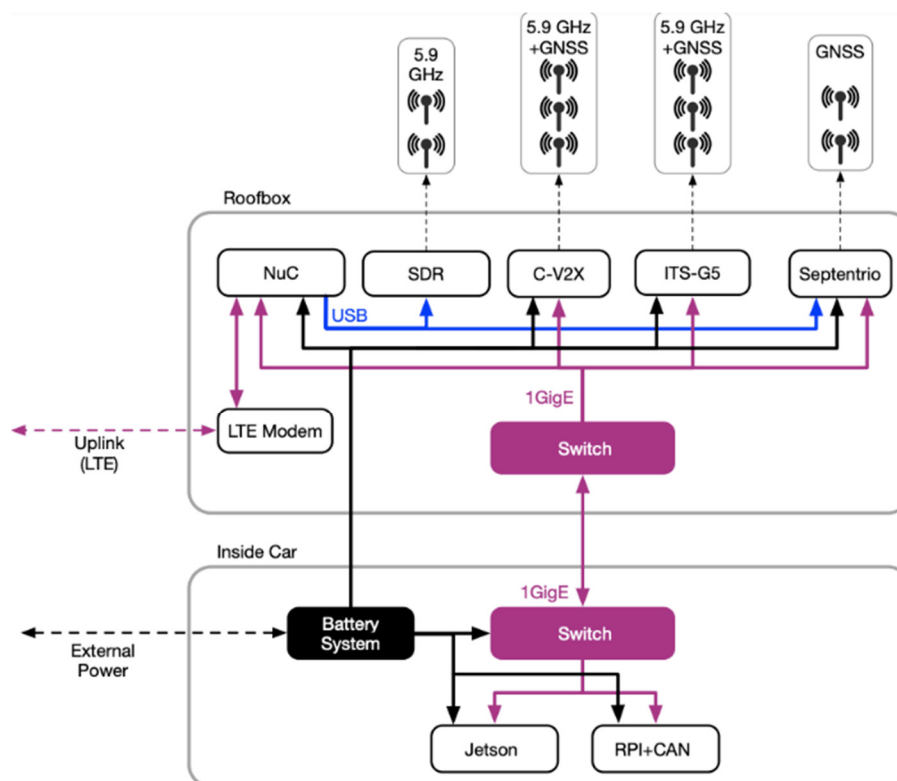 5.9
GHz
5.9 GHz
+GNSS
5.9 GHz
+GNSS
GNSS
Roofbox
NuC
SDR
C-V2X
ITS-G5
Septentrio
USB
1GigE
LTE Modem
Uplink
(LTE)
Switch
Inside Car
1GigE
Battery
System
Switch
External
Power
Jetson
RPI+CAN